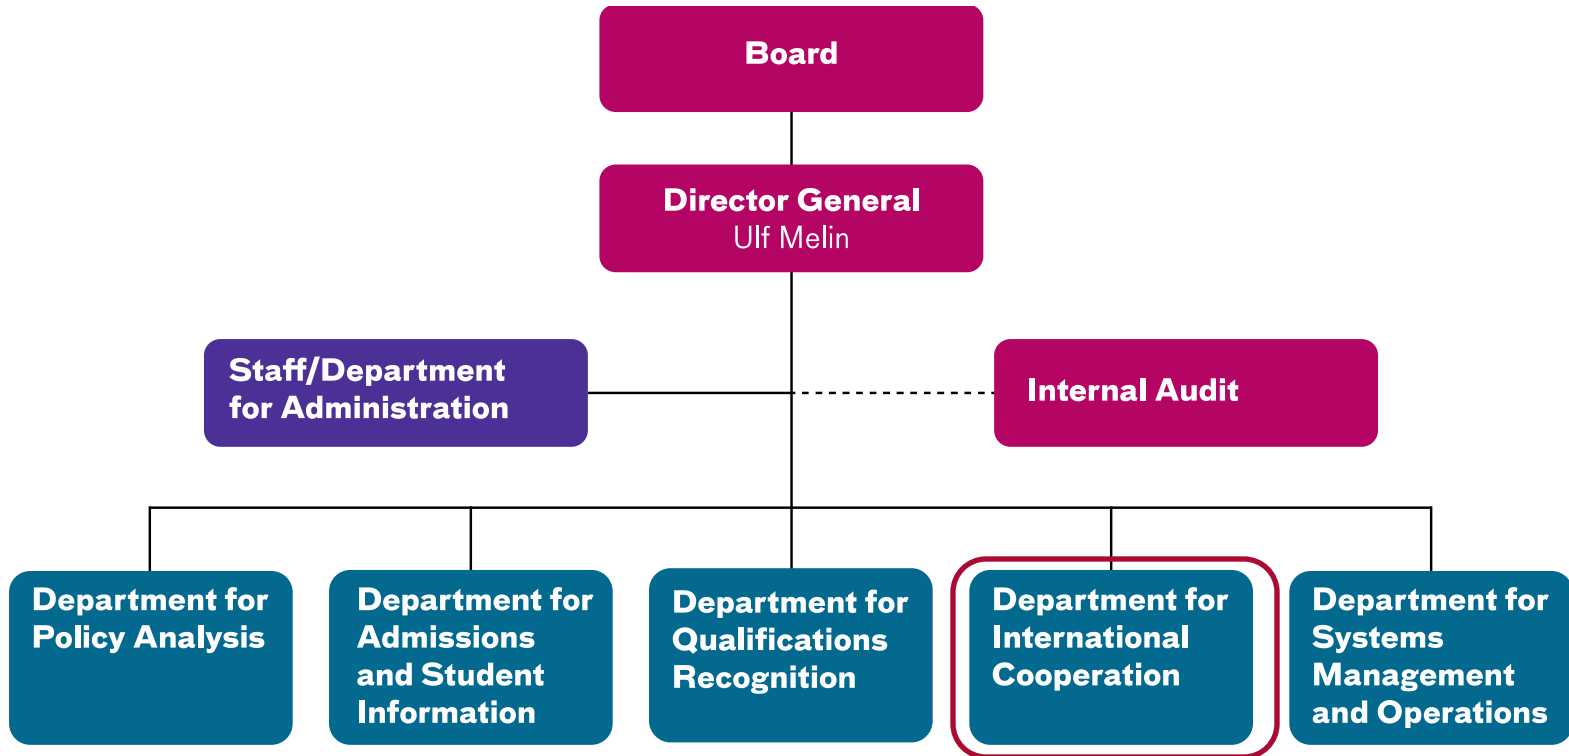 Board
Director General
Ulf Melin
Staff/Department
for Administration
Internal Audit
Department for
Policy Analysis
Department for
Admissions
and Student
Information
Department for
Qualifications
Recognition
Department for
International
Cooperation
Department for
Systems
Management
and Operations